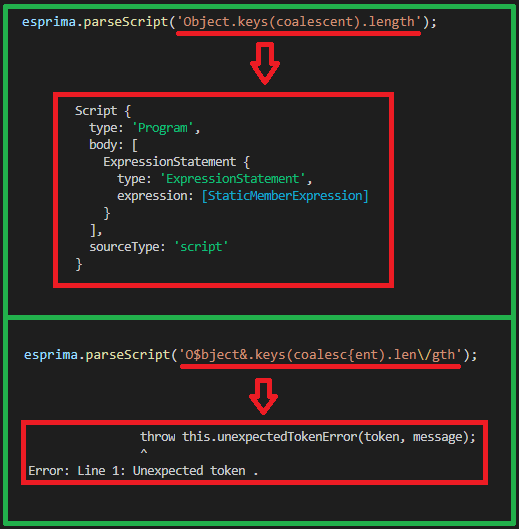 esprima.parseScript('Object.keys(coalescent).length');
Script {
type: 'Program',
body: [
ExpressionStatement {
type: 'ExpressionStatement',
expression: [StaticMemberExpression]
}
],
sourceType: 'script'
}
esprima.parseScript('O$bject&.keys(coalesc{ent).len\/gth');
throw this.unexpectedTokenError(token, message);
^
Error: Line 1: Unexpected token .